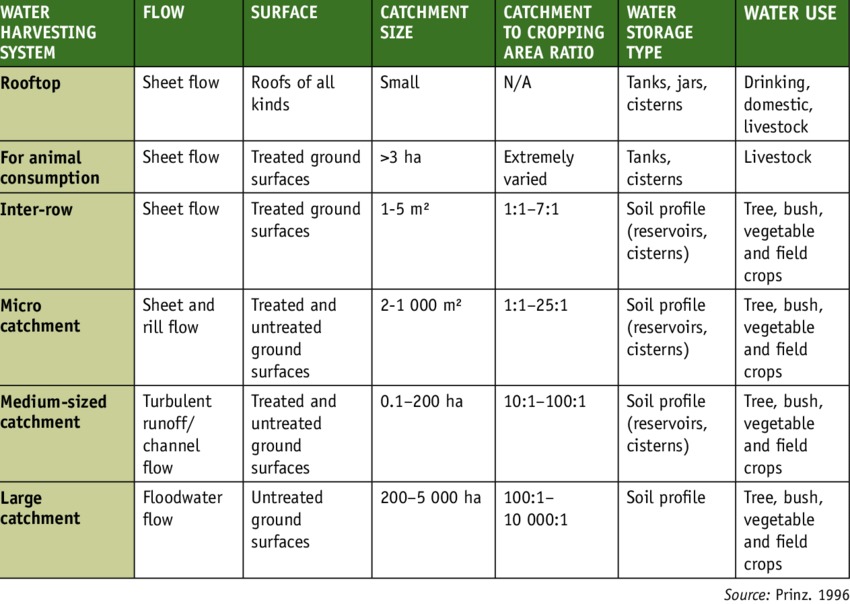 WATER HARVESTING SYSTEM | FLOW | SURFACE | CATCHMENT SIZE | CATCHMENT TO CROPPING AREA RATIO | WATER STORAGE TYPE | WATER USE
Rooftop | Sheet flow | Roofs of all kinds | Small | N/A | Tanks, jars, cisterns | Drinking, domestic, livestock
For animal consumption | Sheet flow | Treated ground surfaces | >3 ha | Extremely varied | Tanks, cisterns | Livestock
Inter-row | Sheet flow | Treated ground surfaces | 1-5 m² | 1:1–7:1 | Soil profile (reservoirs, cisterns) | Tree, bush, vegetable and field crops
Micro catchment | Sheet and rill flow | Treated and untreated ground surfaces | 2-1 000 m² | 1:1–25:1 | Soil profile (reservoirs, cisterns) | Tree, bush, vegetable and field crops
Medium-sized catchment | Turbulent runoff/ channel flow | Treated and untreated ground surfaces | 0.1–200 ha | 10:1–100:1 | Soil profile (reservoirs, cisterns) | Tree, bush, vegetable and field crops
Large catchment | Floodwater flow | Untreated ground surfaces | 200–5 000 ha | 100:1–10 000:1 | Soil profile | Tree, bush, vegetable and field crops
Source: Prinz. 1996